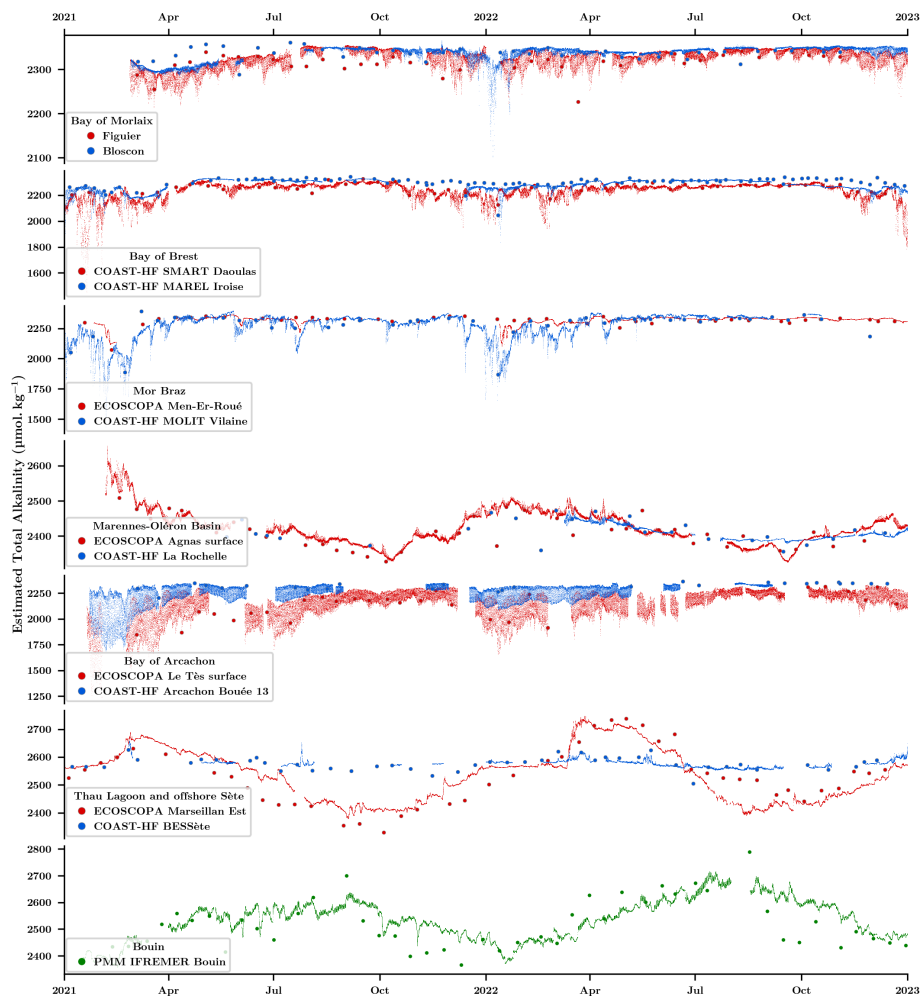 2021 Apr Jul Oct 2022 Apr Jul Oct 2023
2300
2200
2100
Bay of Morlaix
Figuier
Bloscon
2200
2000
1800
1600
Bay of Brest
COAST-HF SMART Daoulas
COAST-HF MAREL Iroise
2250
2000
1750
1500
Mor Braz
ECOSCOPA Men-Er-Roué
COAST-HF MOLIT Vilaine
Estimated Total Alkalinity (µmol. kg⁻¹)
2600
2500
2400
Marennes-Oléron Basin
ECOSCOPA Agnas surface
COAST-HF La Rochelle
2250
2000
1750
1500
1250
Bay of Arcachon
ECOSCOPA Le Tès surface
COAST-HF Arcachon Bouée 13
2700
2600
2500
2400
Thau Lagoon and offshore Sète
ECOSCOPA Marseillan Est
COAST-HF BESSète
2800
2700
2600
2500
2400
Bouin
PMM IFREMER Bouin
2021 Apr Jul Oct 2022 Apr Jul Oct 2023